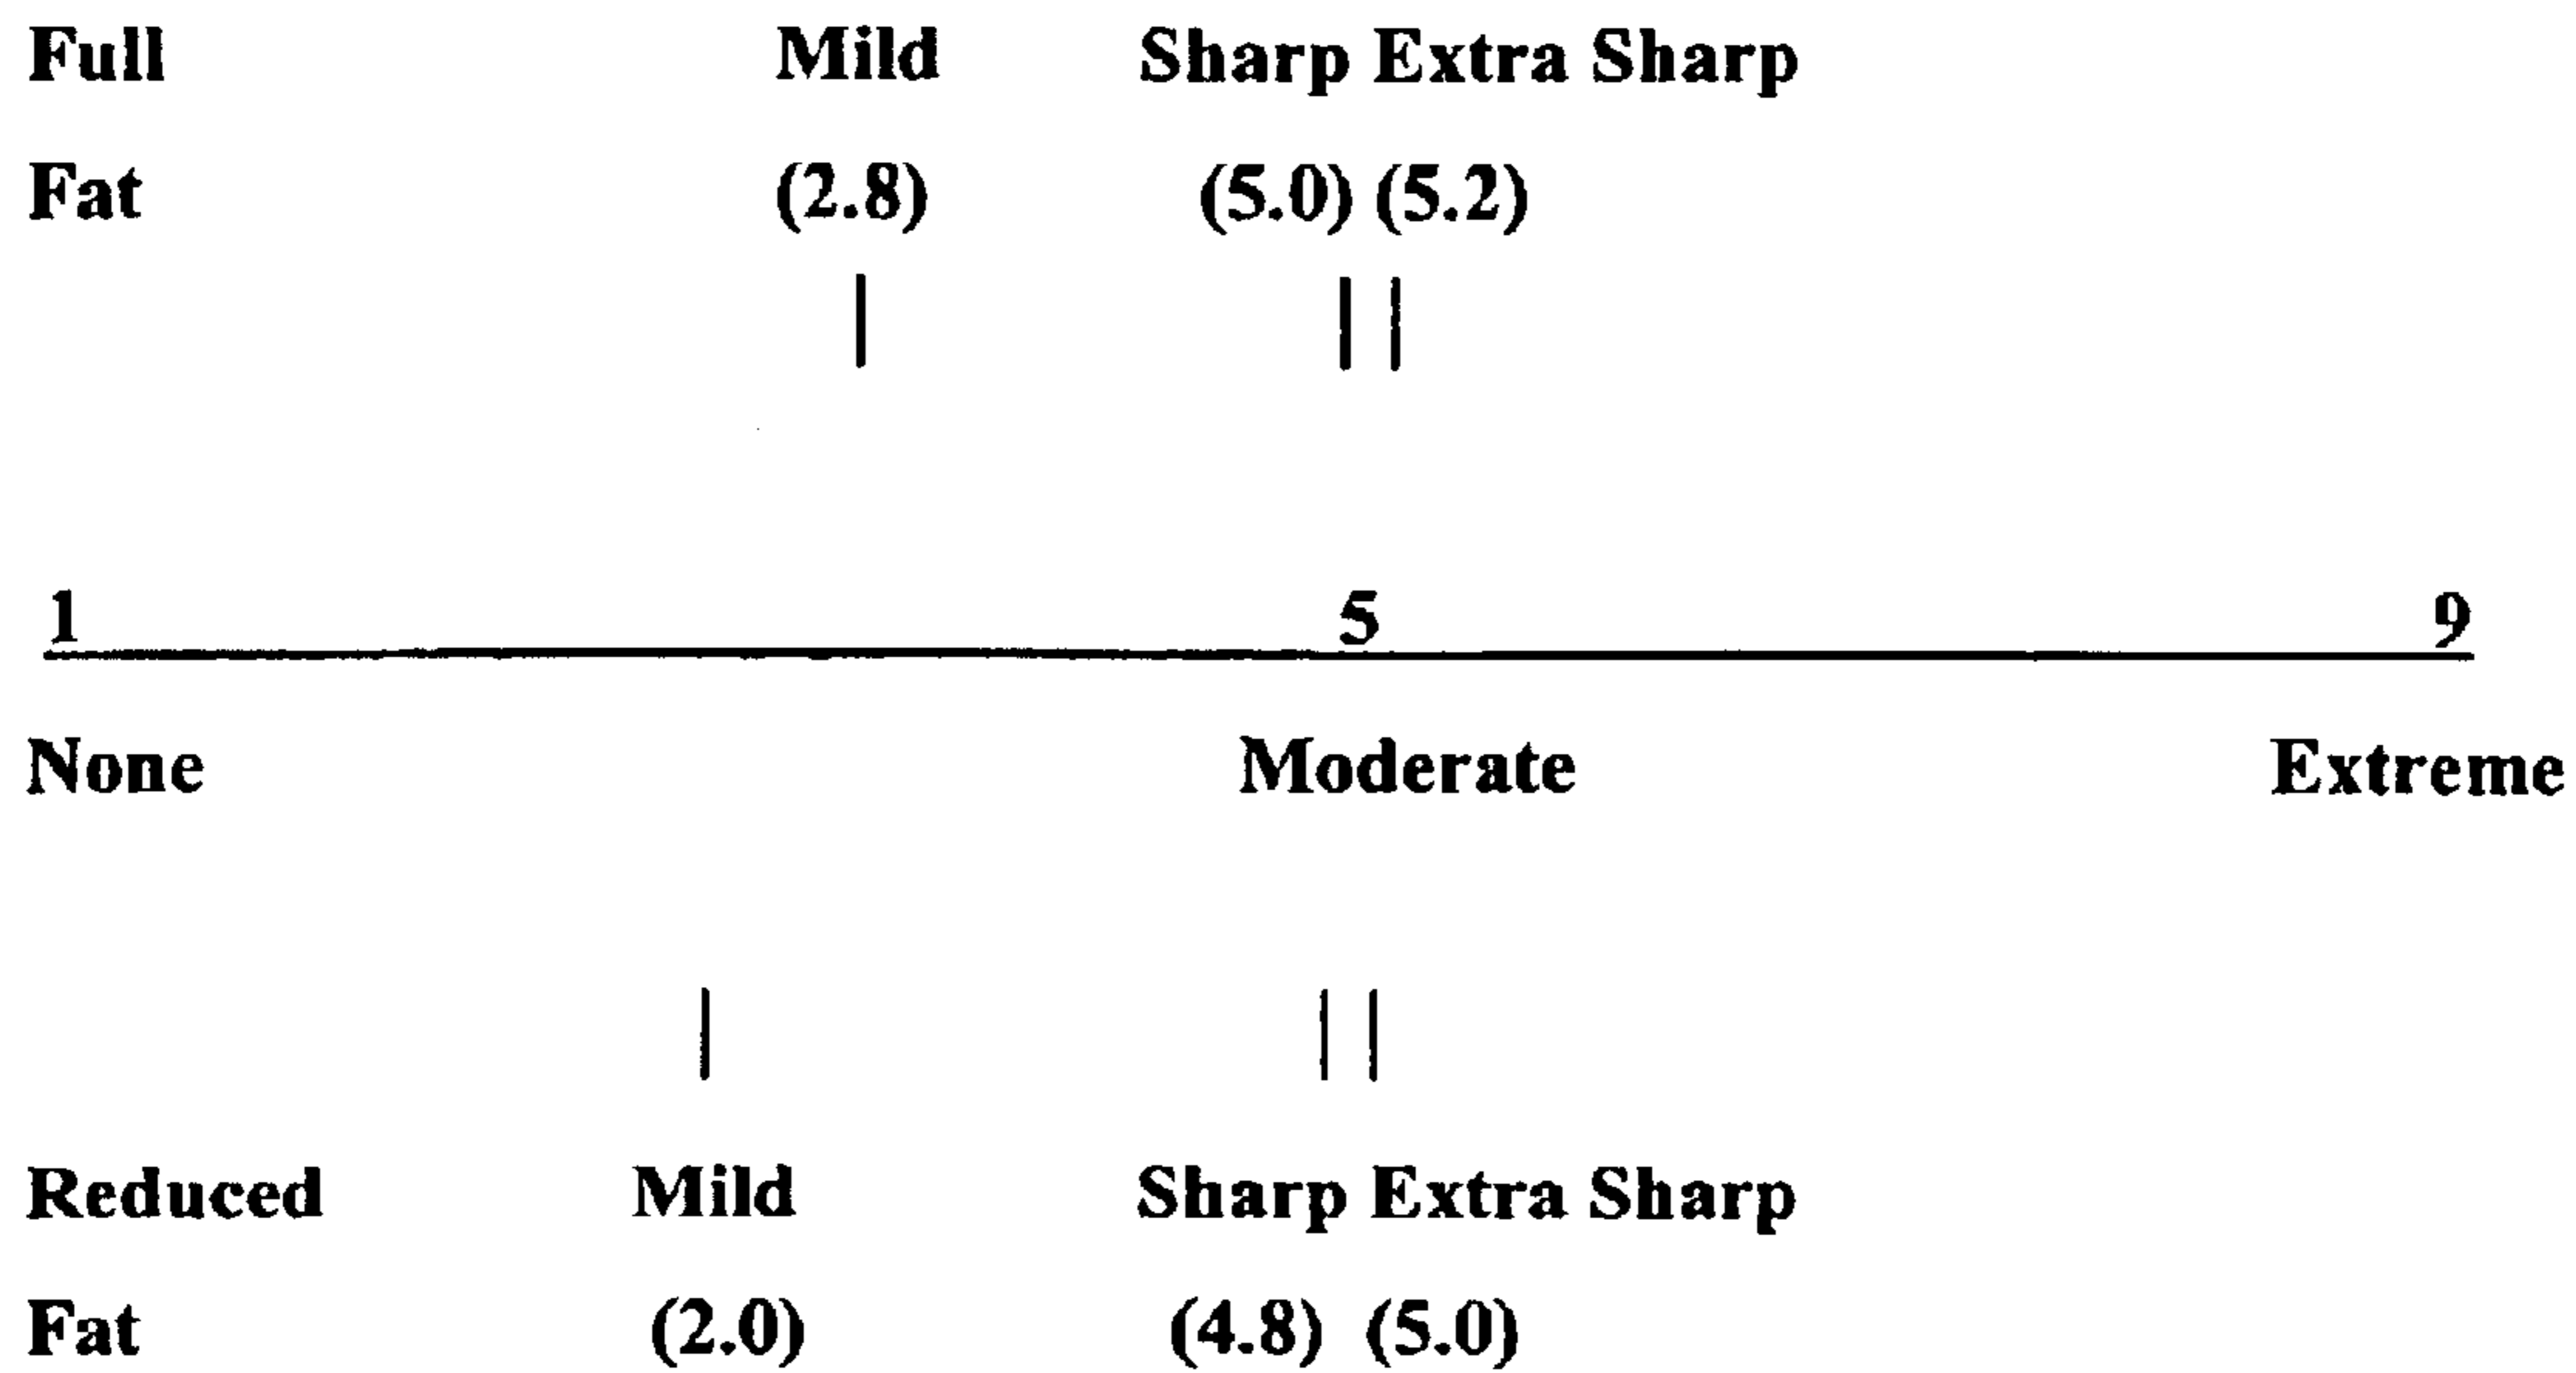 Full Mild Sharp Extra Sharp
Fat (2.8) (5.0) (5.2)
1 5 9
None Moderate Extreme
Reduced Mild Sharp Extra Sharp
Fat (2.0) (4.8) (5.0)